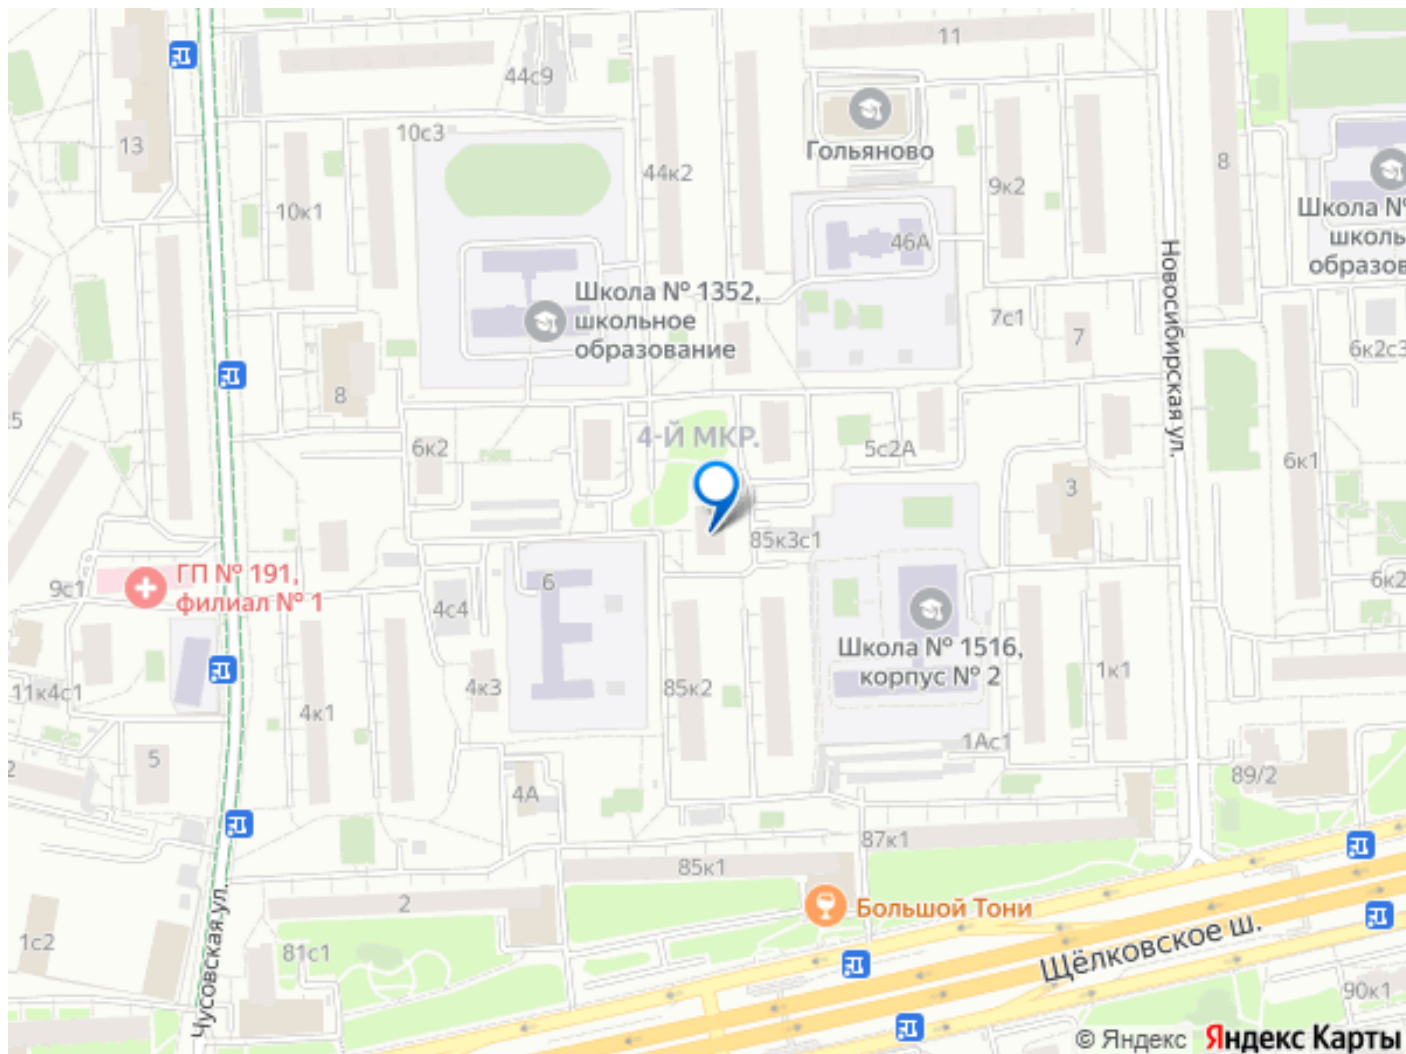 11
44с9
13
10с3
Гольяново
8
44к2
9к2
10к1
Школа №
школь
образов
46А
Школа № 1352,
школьное
образование
7с1
7
6к2с3
Новосибирская ул.
8
5
4-Й МКР.
6к2
5с2А
6к1
3
85к3с1
ГП № 191,
филиал № 1
9с1
6
4с4
6к2
Школа № 1516,
корпус № 2
11к4с1
4к3
85к2
1к1
4к1
1Ас1
5
2
89/2
4А
87к1
85к1
2
Большой Тони
Чусовская ул.
1с2
81с1
Щёлковское ш.
90к1
© Яндекс Яндекс Карты